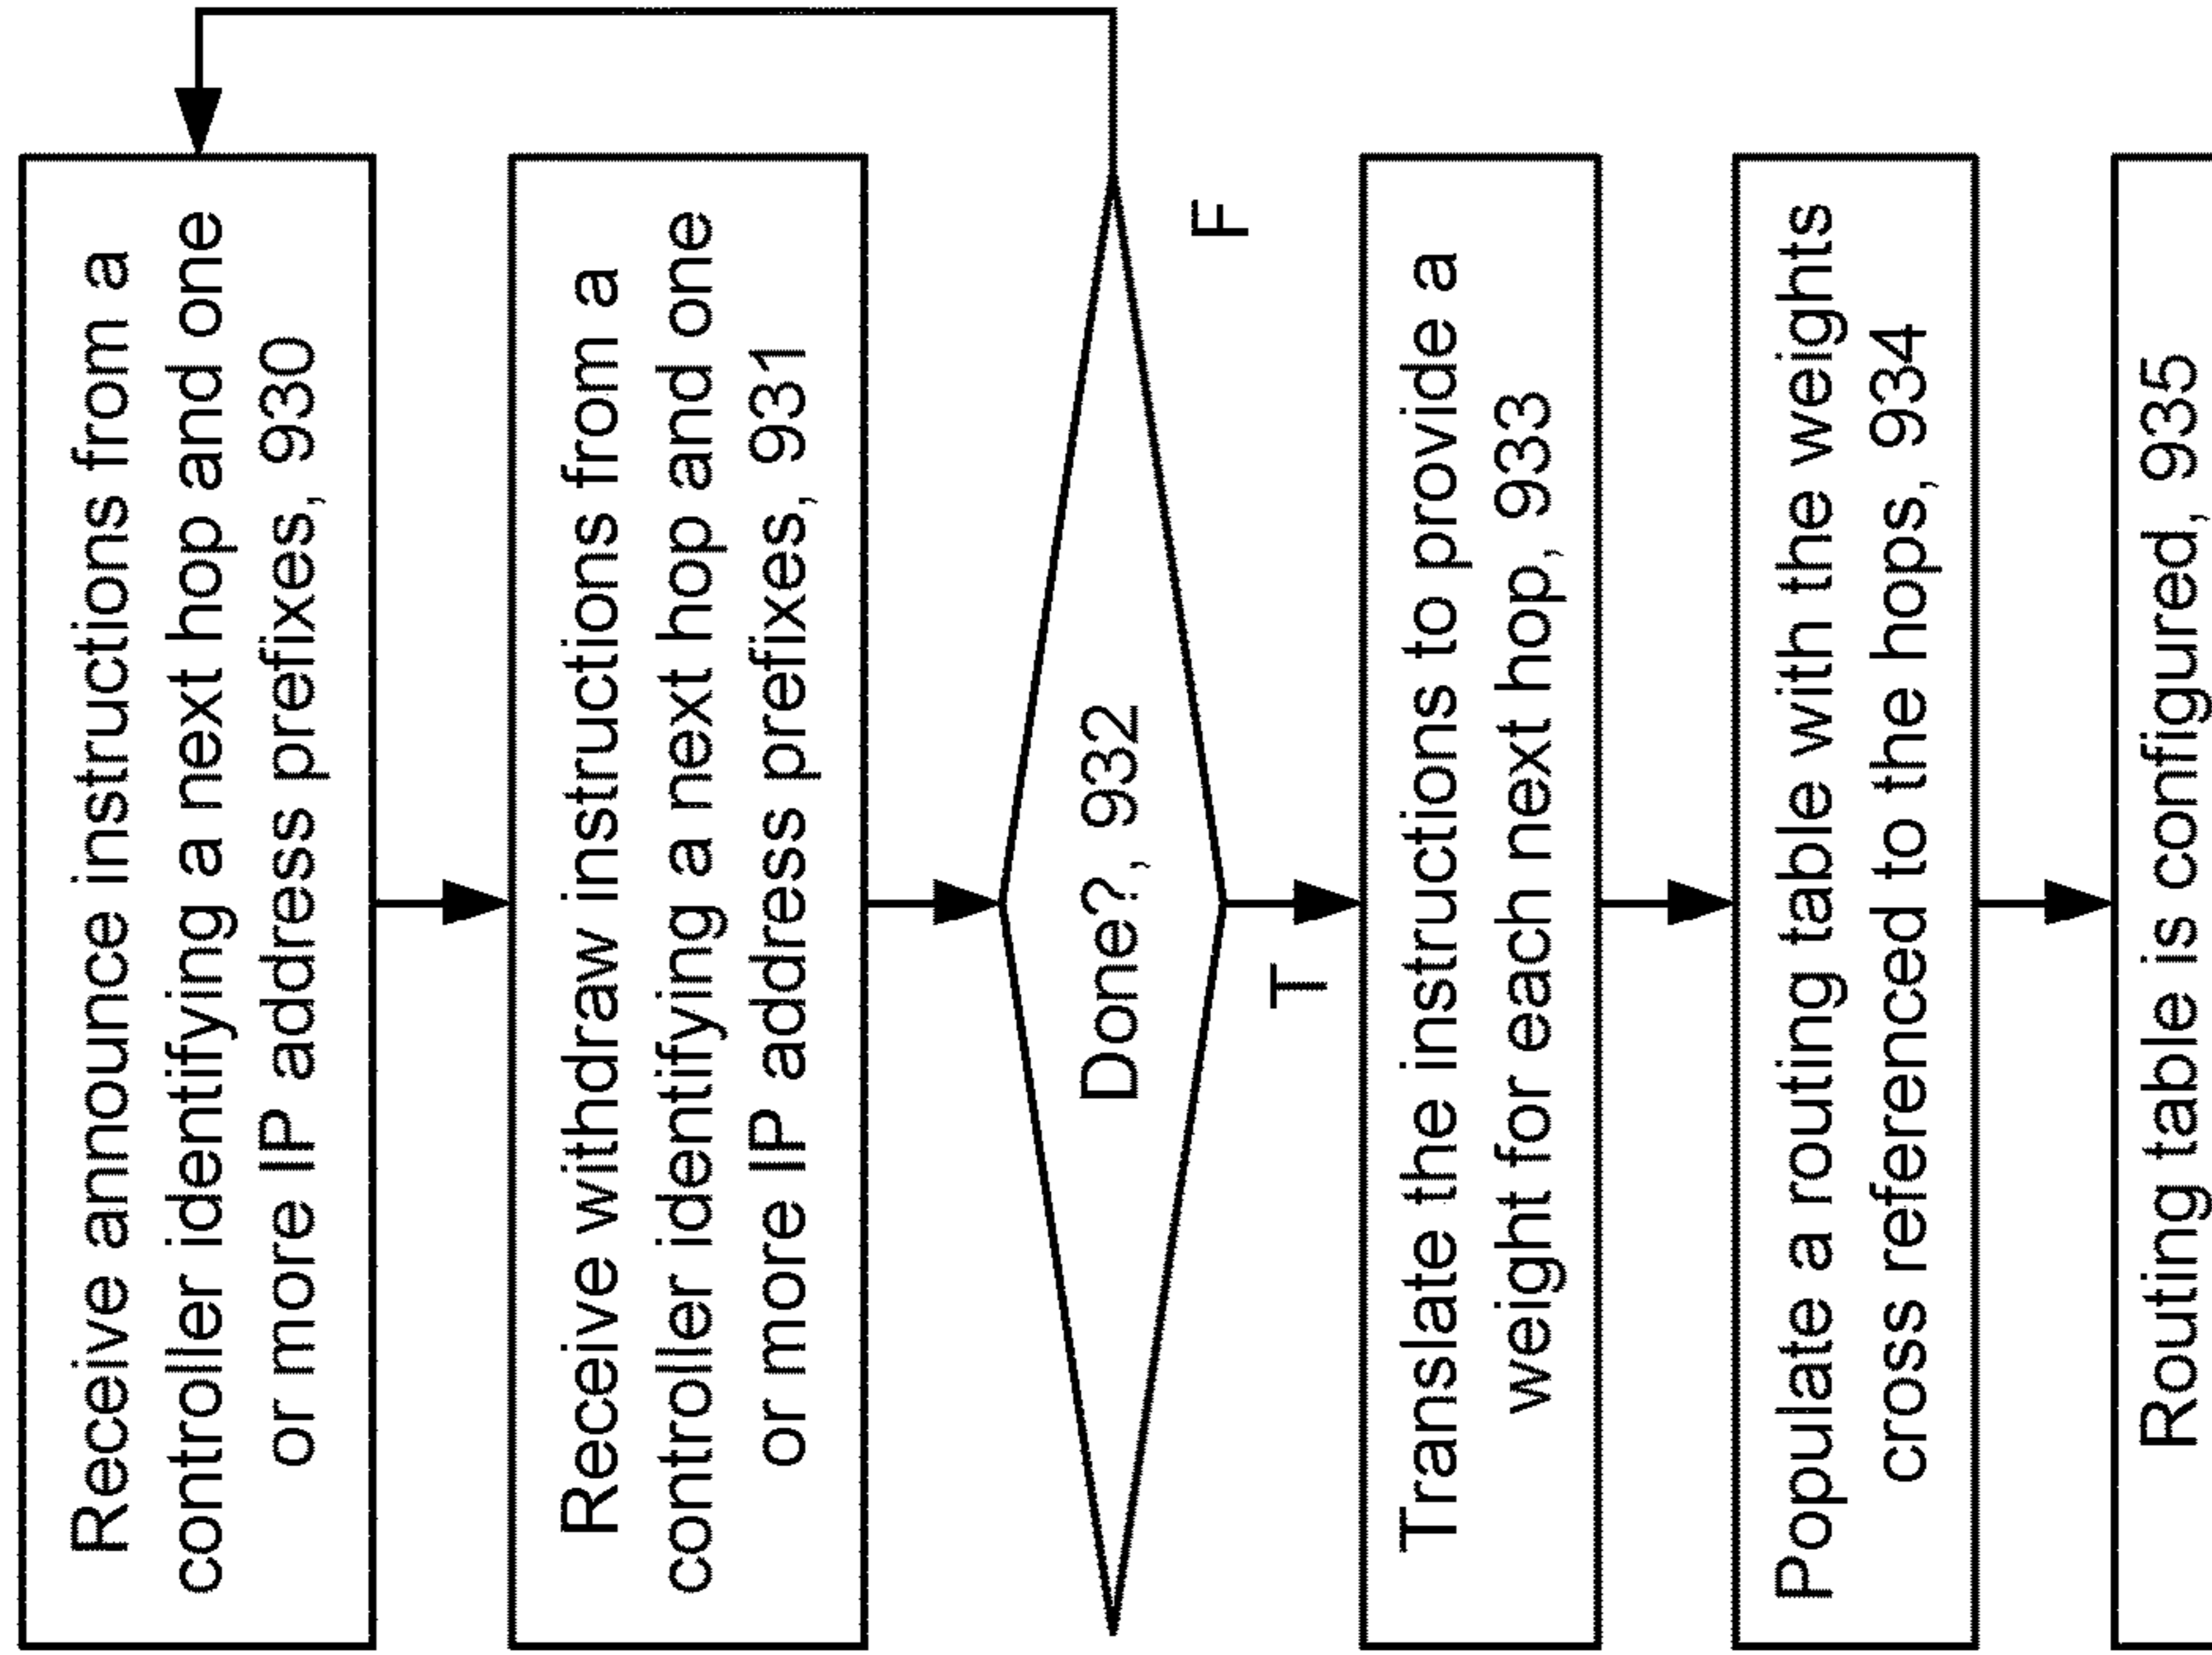 Receive announce instructions from a
controller identifying a next hop and one
or more IP address prefixes, 930
Receive withdraw instructions from a
controller identifying a next hop and one
or more IP address prefixes, 931
Done?, 932
F
T
Translate the instructions to provide a
weight for each next hop, 933
Populate a routing table with the weights
cross referenced to the hops, 934
Routing table is configured, 935